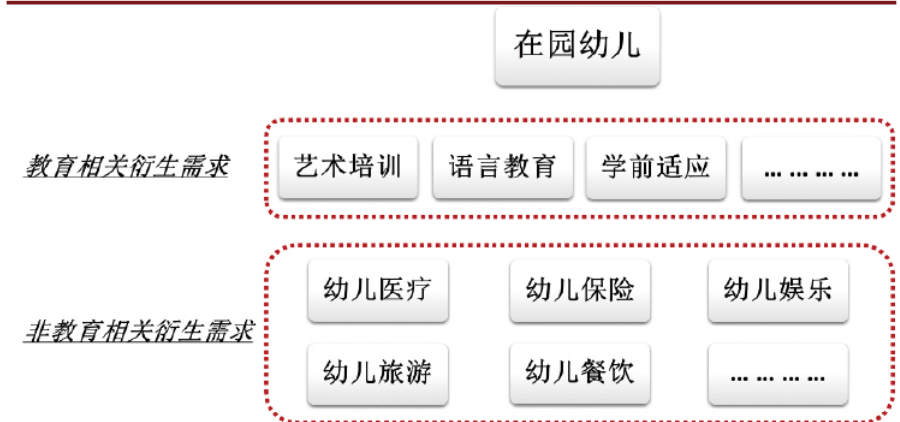 在园幼儿
教育相关衍生需求
艺术培训 语言教育 学前适应 … … … …
非教育相关衍生需求
幼儿医疗 幼儿保险 幼儿娱乐
幼儿旅游 幼儿餐饮 … … … …